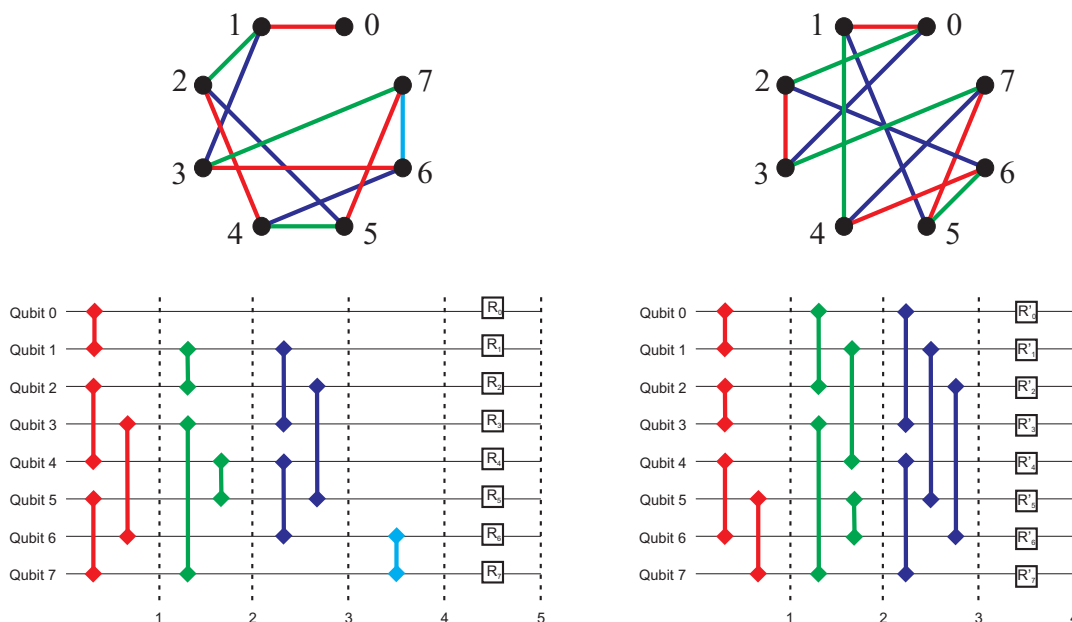 1 0
2 7
3 6
4 5
1 0
2 7
3 6
4 5
Qubit 0 R₀
Qubit 1 R₁
Qubit 2 R₂
Qubit 3 R₃
Qubit 4 R₄
Qubit 5 R₅
Qubit 6 R₆
Qubit 7 R₇
1 2 3 4 5
Qubit 0 R'₀
Qubit 1 R'₁
Qubit 2 R'₂
Qubit 3 R'₃
Qubit 4 R'₄
Qubit 5 R'₅
Qubit 6 R'₆
Qubit 7 R'₇
1 2 3 4